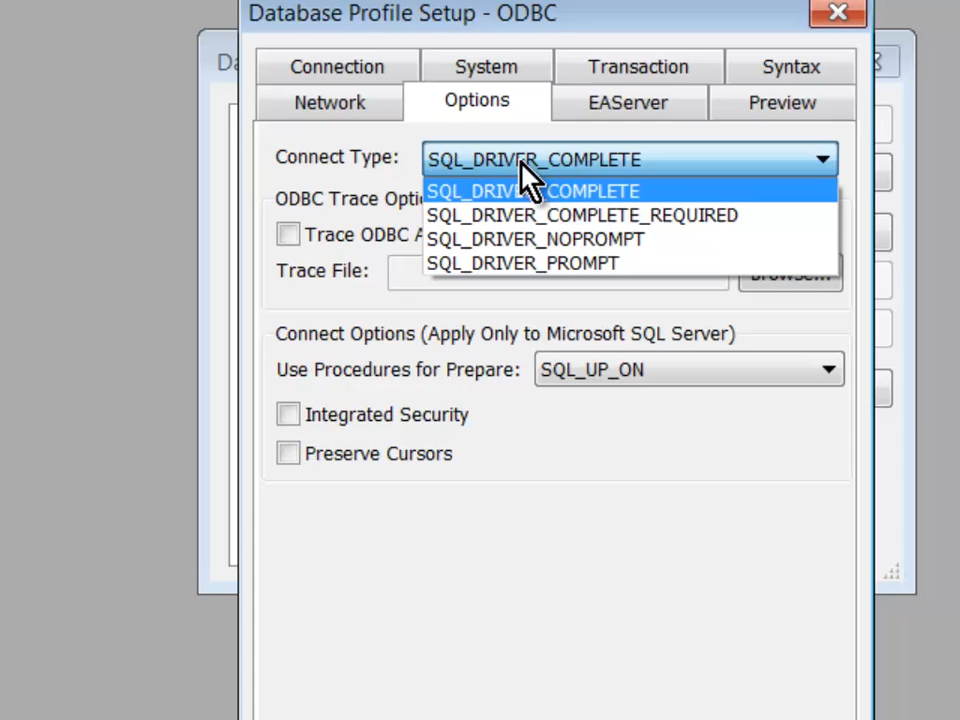 Database Profile Setup - ODBC
Connection System Transaction Syntax
Network Options EAServer Preview
Connect Type: SQL_DRIVER_COMPLETE
SQL_DRIVER_COMPLETE
ODBC Trace
SQL_DRIVER_COMPLETE_REQUIRED
Trace ODBC
SQL_DRIVER_NOPROMPT
Trace File:
SQL_DRIVER_PROMPT
Browse...
Connect Options (Apply Only to Microsoft SQL Server)
Use Procedures for Prepare: SQL_UP_ON
Integrated Security
Preserve Cursors